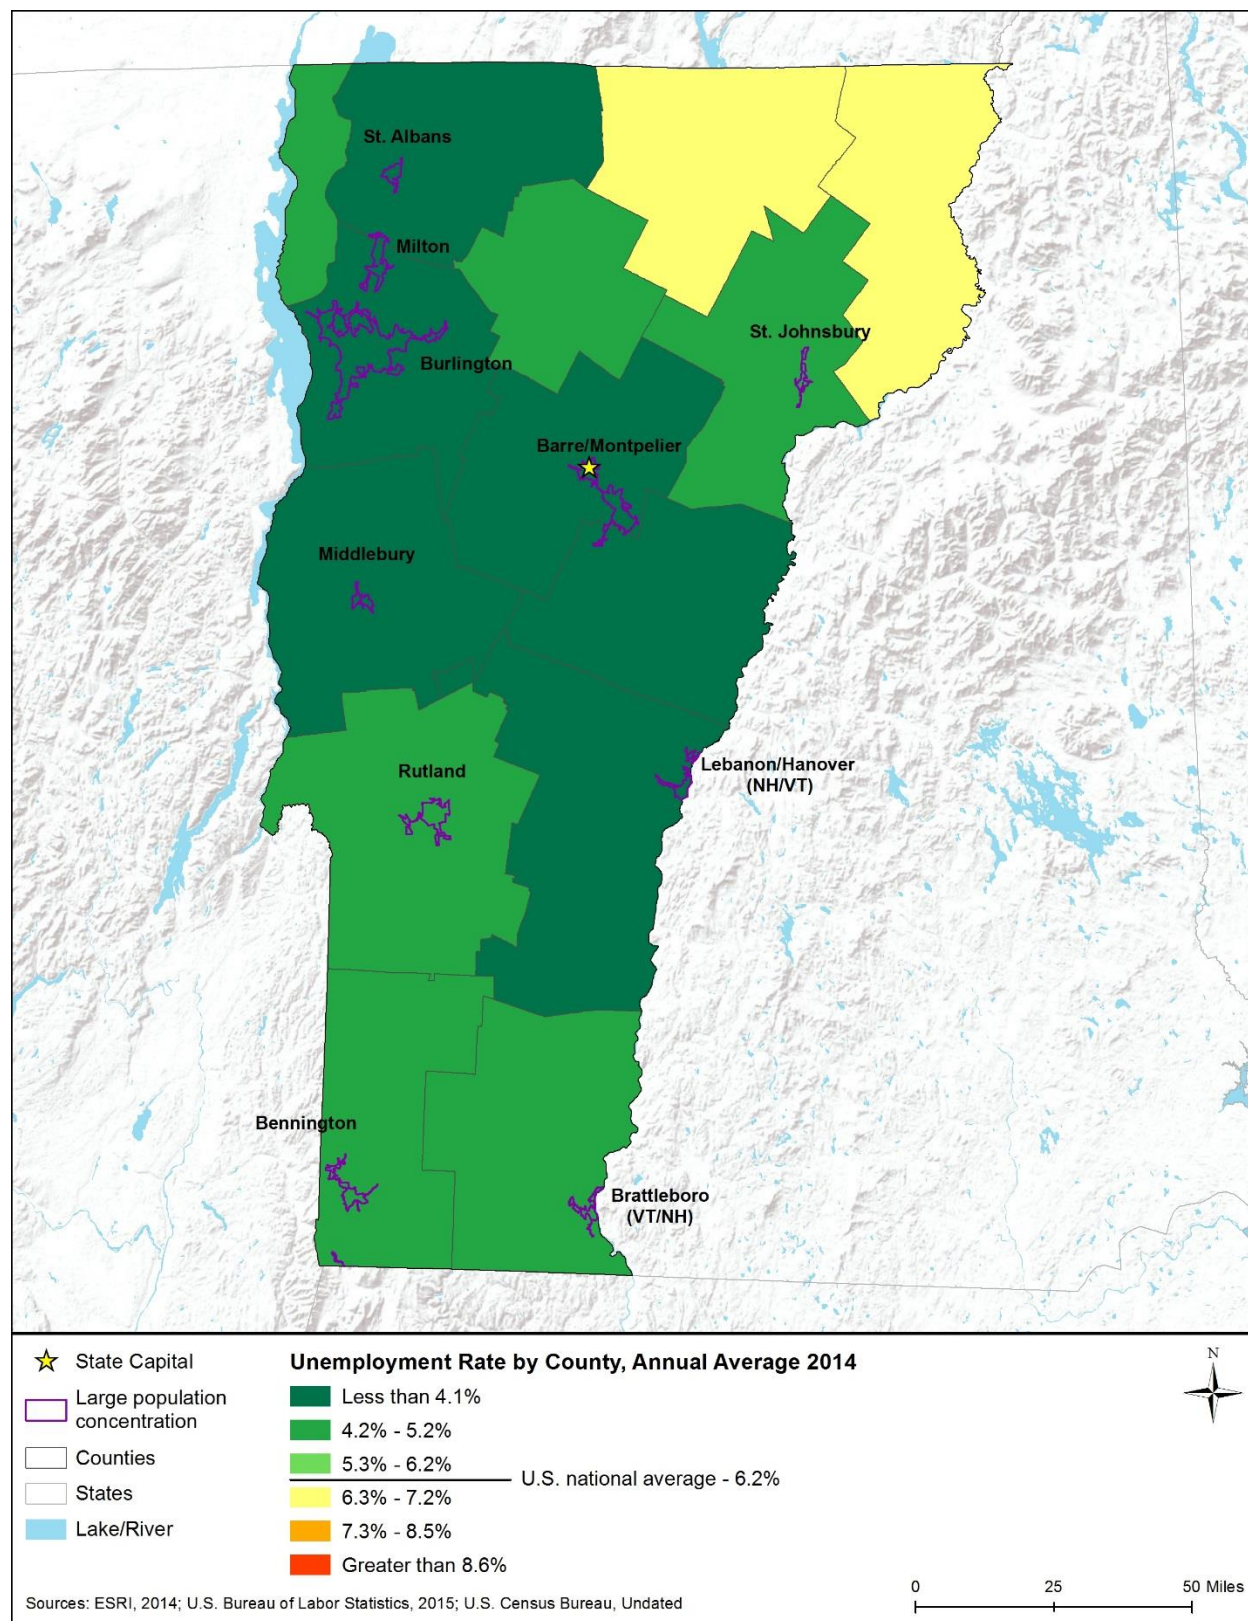 St. Albans
Milton
Burlington
St. Johnsbury
Barre/Montpelier
Middlebury
Rutland
Lebanon/Hanover
(NH/VT)
Bennington
Brattleboro
(VT/NH)
State Capital
Large population
concentration
Counties
States
Lake/River
Unemployment Rate by County, Annual Average 2014
Less than 4.1%
4.2% - 5.2%
5.3% - 6.2%
U.S. national average - 6.2%
6.3% - 7.2%
7.3% - 8.5%
Greater than 8.6%
N
0 25 50 Miles
Sources: ESRI, 2014; U.S. Bureau of Labor Statistics, 2015; U.S. Census Bureau, Undated